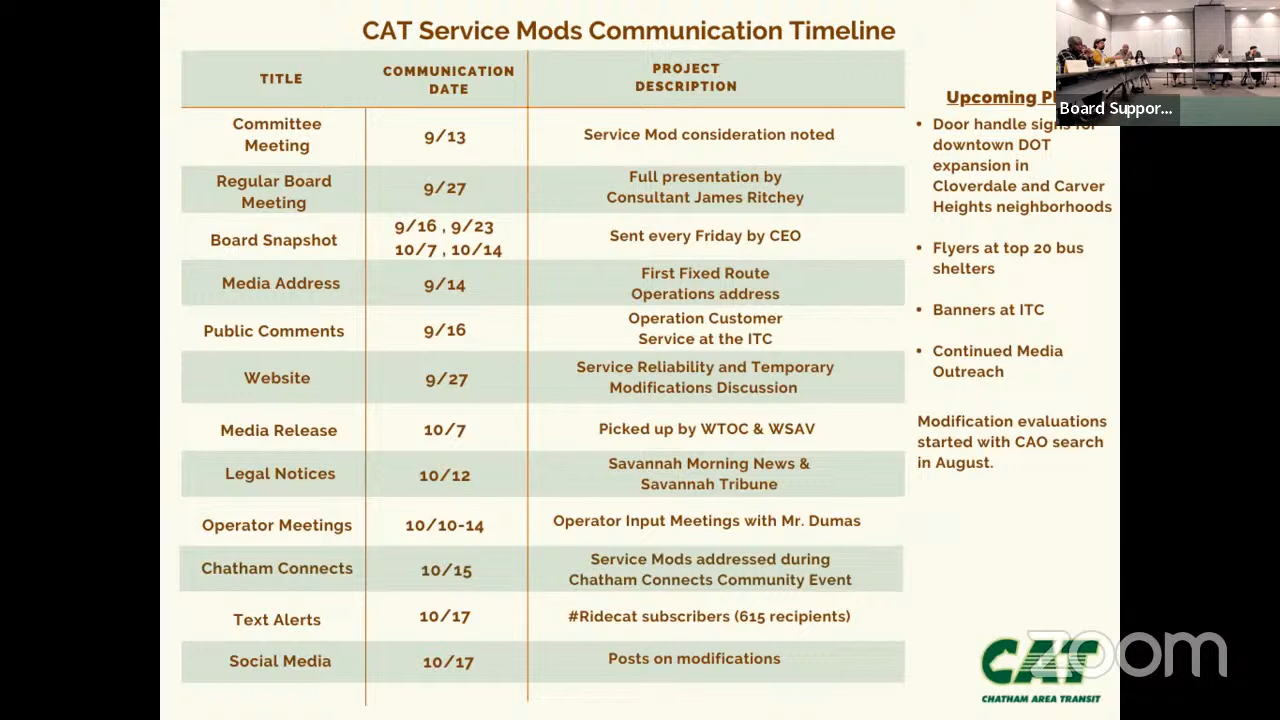 CAT Service Mods Communication Timeline
TITLE
COMMUNICATION
DATE
PROJECT
DESCRIPTION
Committee
Meeting
9/13
Service Mod consideration noted
Regular Board
Meeting
9/27
Full presentation by
Consultant James Ritchey
Board Snapshot
9/16 , 9/23
10/7 , 10/14
Sent every Friday by CEO
Media Address
9/14
First Fixed Route
Operations address
Public Comments
9/16
Operation Customer
Service at the ITC
Website
9/27
Service Reliability and Temporary
Modifications Discussion
Media Release
10/7
Picked up by WTOC & WSAV
Legal Notices
10/12
Savannah Morning News &
Savannah Tribune
Operator Meetings
10/10-14
Operator Input Meetings with Mr. Dumas
Chatham Connects
10/15
Service Mods addressed during
Chatham Connects Community Event
Text Alerts
10/17
#Ridecat subscribers (615 recipients)
Social Media
10/17
Posts on modifications
Upcoming
Board Suppor...
• Door handle signs for
downtown DOT
expansion in
Cloverdale and Carver
Heights neighborhoods
• Flyers at top 20 bus
shelters
• Banners at ITC
• Continued Media
Outreach
Modification evaluations
started with CAO search
in August.
CAT
zoom
CHATHAM AREA TRANSIT